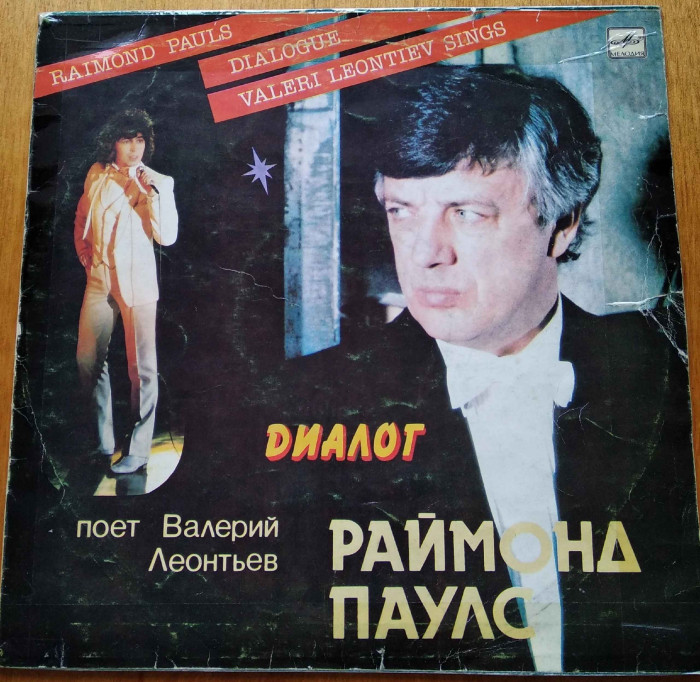 RAIMOND PAULS
DIALOGUE
VALERI LEONTIEV SINGS
МЕЛОДИЯ
ДИАЛОГ
поет Валерий
Леонтьев
РАЙМОНД
ПАУЛС